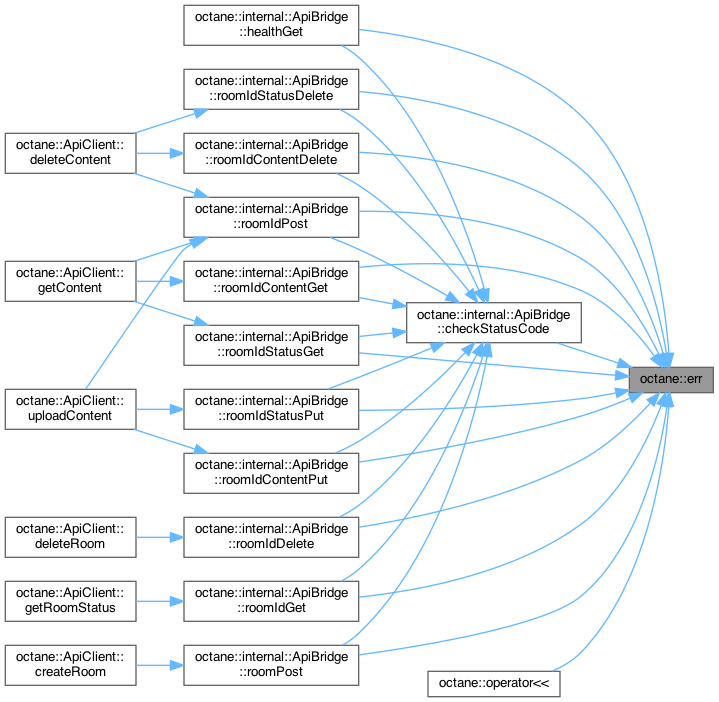 octane::internal::ApiBridge
::healthGet
octane::internal::ApiBridge
::roomIdStatusDelete
octane::ApiClient::
deleteContent
octane::internal::ApiBridge
::roomIdContentDelete
octane::internal::ApiBridge
::roomIdPost
octane::ApiClient::
getContent
octane::internal::ApiBridge
::roomIdContentGet
octane::internal::ApiBridge
::checkStatusCode
octane::internal::ApiBridge
::roomIdStatusGet
octane::err
octane::ApiClient::
uploadContent
octane::internal::ApiBridge
::roomIdStatusPut
octane::internal::ApiBridge
::roomIdContentPut
octane::ApiClient::
deleteRoom
octane::internal::ApiBridge
::roomIdDelete
octane::ApiClient::
getRoomStatus
octane::internal::ApiBridge
::roomIdGet
octane::ApiClient::
createRoom
octane::internal::ApiBridge
::roomPost
octane::operator<<